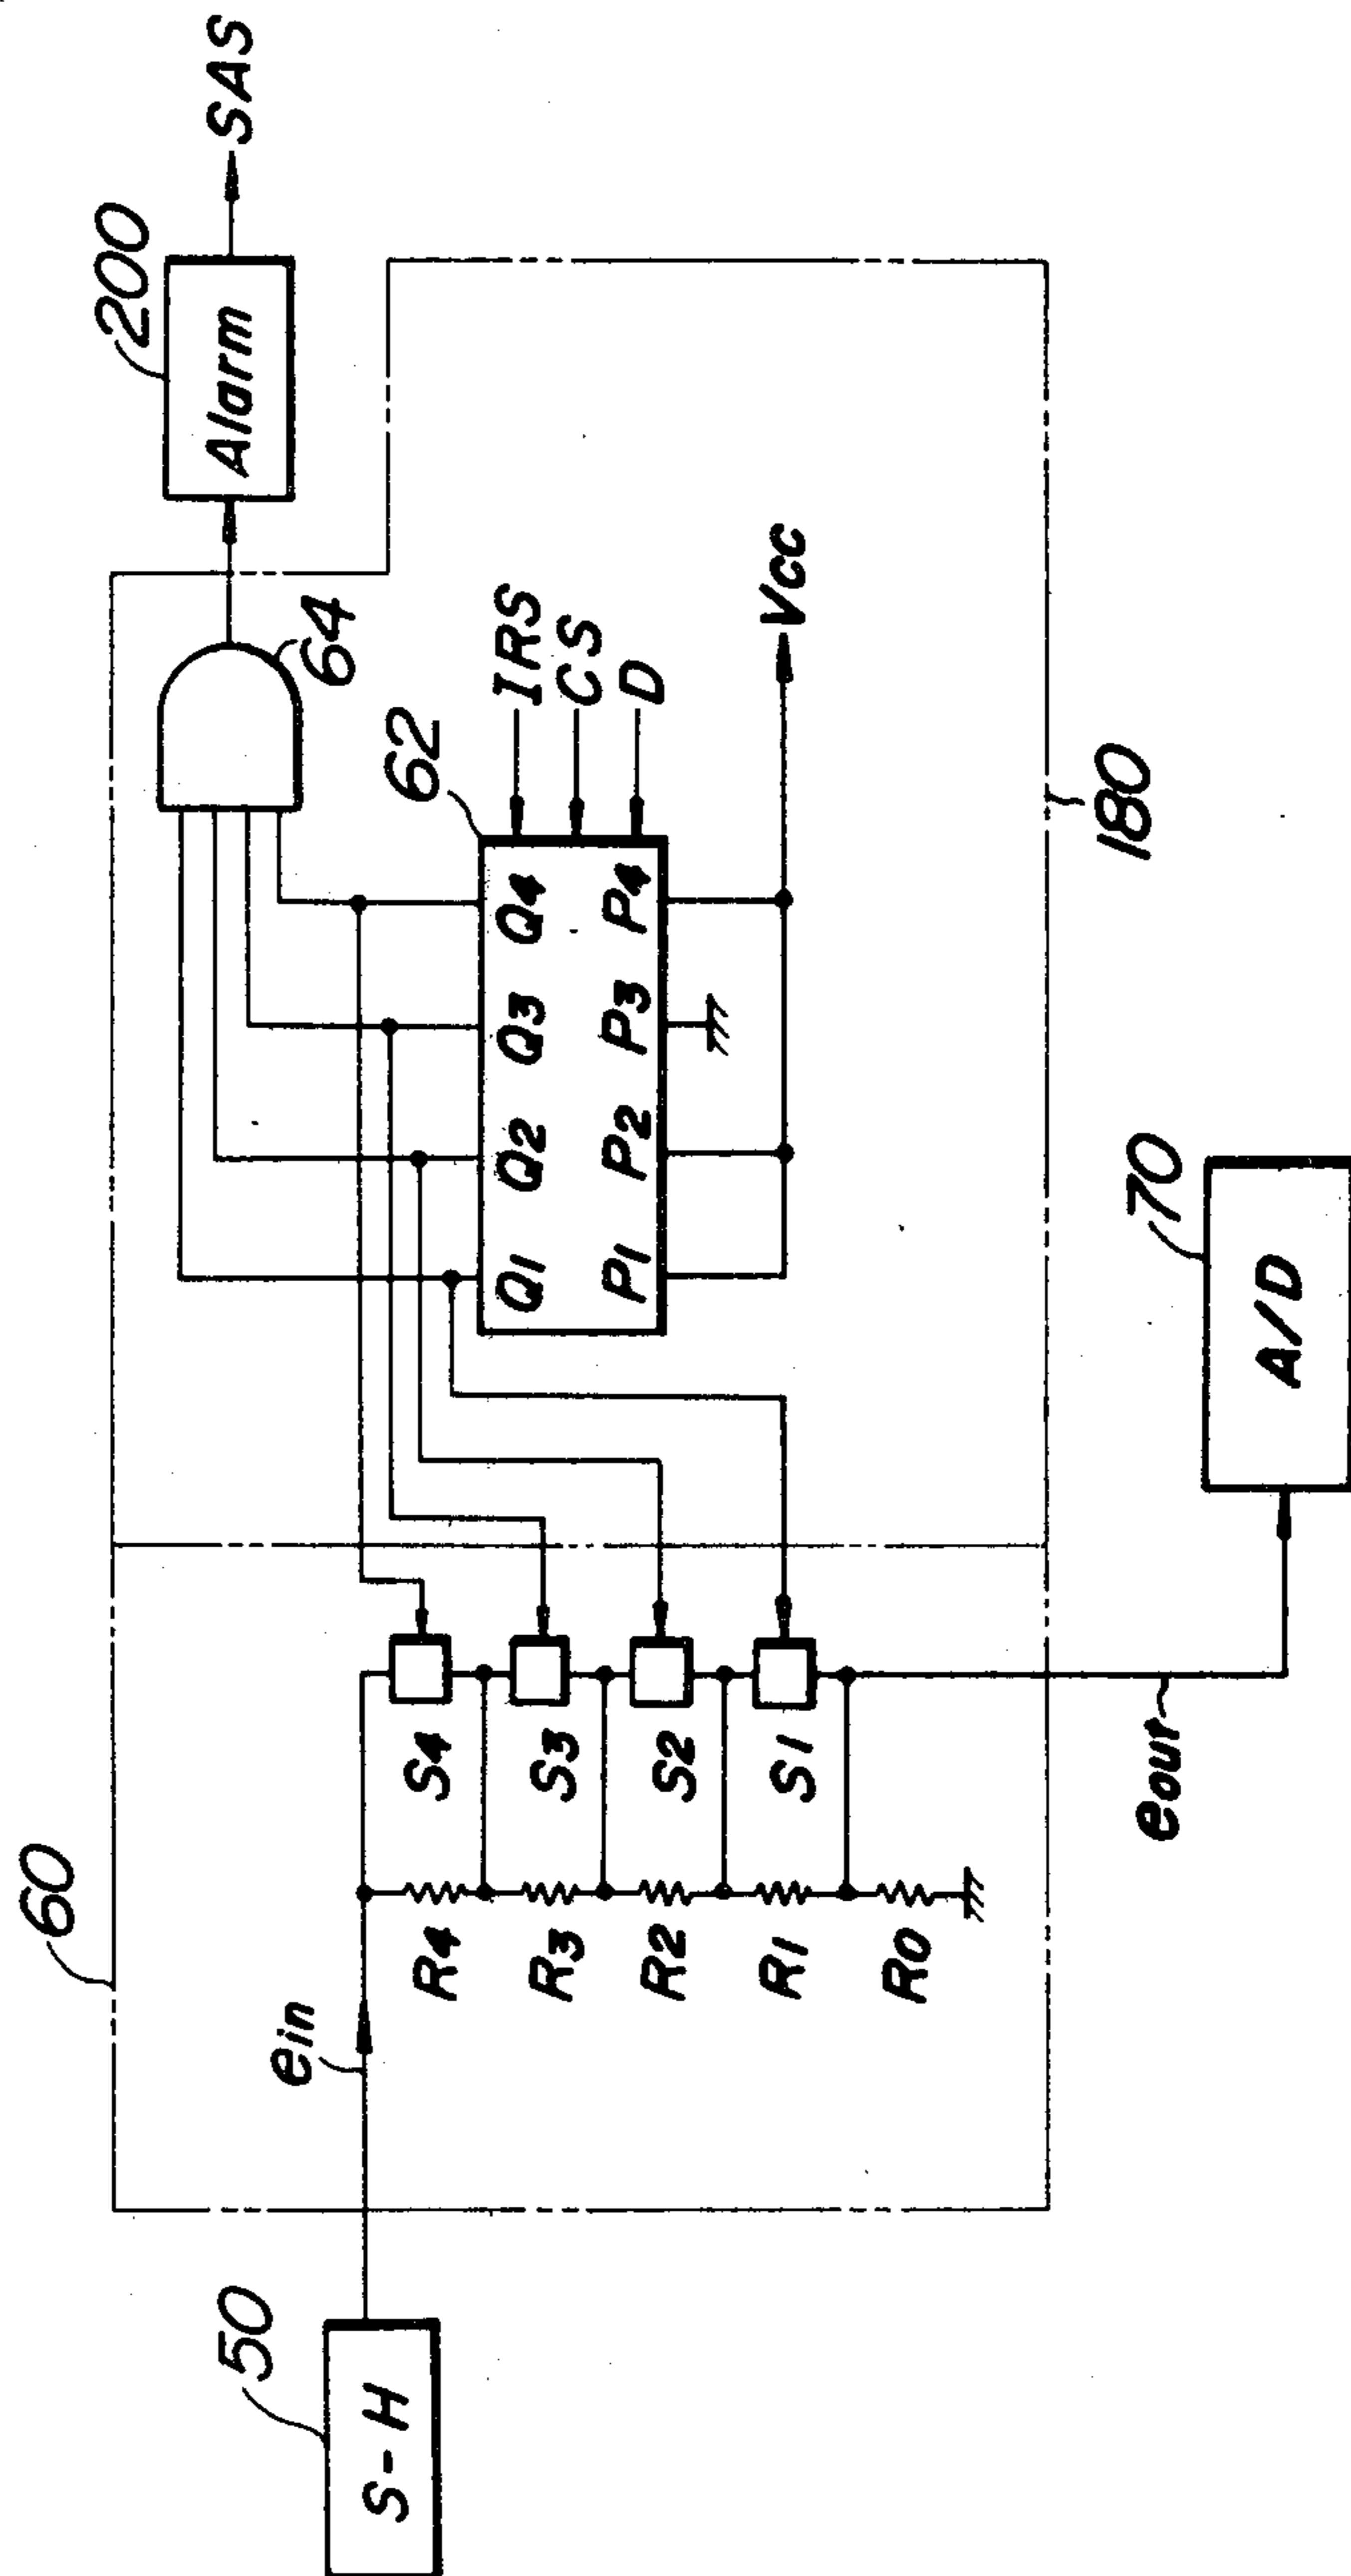 50
S-H
60
ein
R4
R3
R2
R1
R0
S4
S3
S2
S1
eout
70
A/D
62
Q1 Q2 Q3 Q4
P1 P2 P3 P4
IRS
CS
D
Vcc
64
180
200
Alarm
SAS